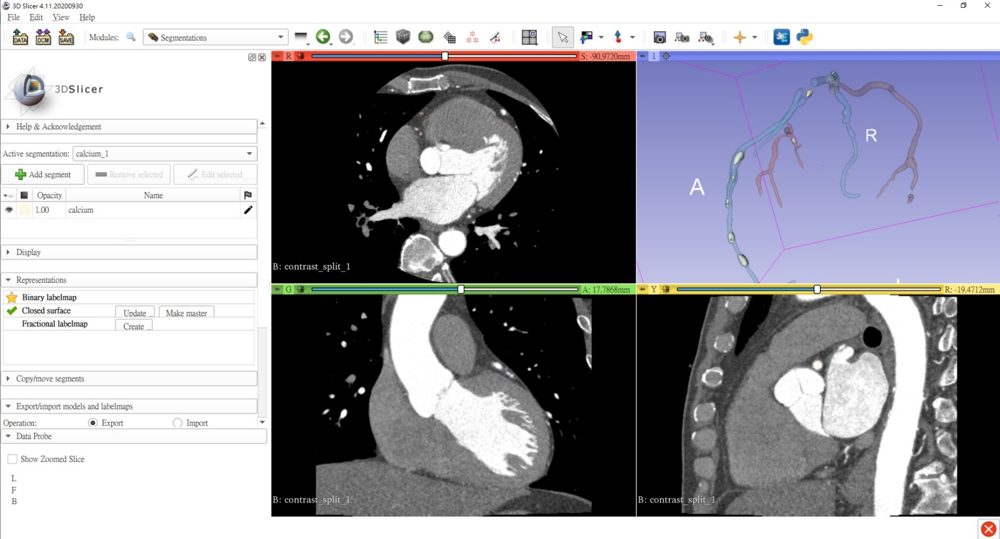 3D Slicer 4.11.20200930
File Edit View Help
DATA DCM SAVE Modules: Segmentations
R S: -90.9720mm
1
3DSlicer
Help & Acknowledgement
Active segmentation: calcium_1
Add segment Remove selected Edit selected
Opacity Name
1.00 calcium
Display
Representations
Binary labelmap
Closed surface Update Make master
Fractional labelmap Create
Copy/move segments
Export/import models and labelmaps
Operation: Export Import
Data Probe
Show Zoomed Slice
L
F
B
B: contrast_split_1
R
A
G A: 17.7868mm
Y R: -19.4712mm
B: contrast_split_1
B: contrast_split_1